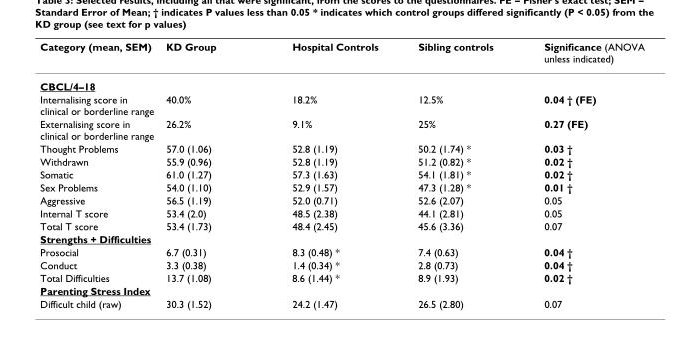 Table 3: Selected results, including all that were significant, from the scores to the questionnaires. FE = Fisher's exact test; SEM =
Standard Error of Mean; † indicates P values less than 0.05 * indicates which control groups differed significantly (P < 0.05) from the
KD group (see text for p values)
Category (mean, SEM) KD Group Hospital Controls Sibling controls Significance (ANOVA
unless indicated)
CBCL/4–18
Internalising score in 40.0% 18.2% 12.5% 0.04 † (FE)
clinical or borderline range
Externalising score in 26.2% 9.1% 25% 0.27 (FE)
clinical or borderline range
Thought Problems 57.0 (1.06) 52.8 (1.19) 50.2 (1.74) * 0.03 †
Withdrawn 55.9 (0.96) 52.8 (1.19) 51.2 (0.82) * 0.02 †
Somatic 61.0 (1.27) 57.3 (1.63) 54.1 (1.81) * 0.02 †
Sex Problems 54.0 (1.10) 52.9 (1.57) 47.3 (1.28) * 0.01 †
Aggressive 56.5 (1.19) 52.0 (0.71) 52.6 (2.07) 0.05
Internal T score 53.4 (2.0) 48.5 (2.38) 44.1 (2.81) 0.05
Total T score 53.4 (1.73) 48.4 (2.45) 45.6 (3.36) 0.07
Strengths + Difficulties
Prosocial 6.7 (0.31) 8.3 (0.48) * 7.4 (0.63) 0.04 †
Conduct 3.3 (0.38) 1.4 (0.34) * 2.8 (0.73) 0.04 †
Total Difficulties 13.7 (1.08) 8.6 (1.44) * 8.9 (1.93) 0.02 †
Parenting Stress Index
Difficult child (raw) 30.3 (1.52) 24.2 (1.47) 26.5 (2.80) 0.07